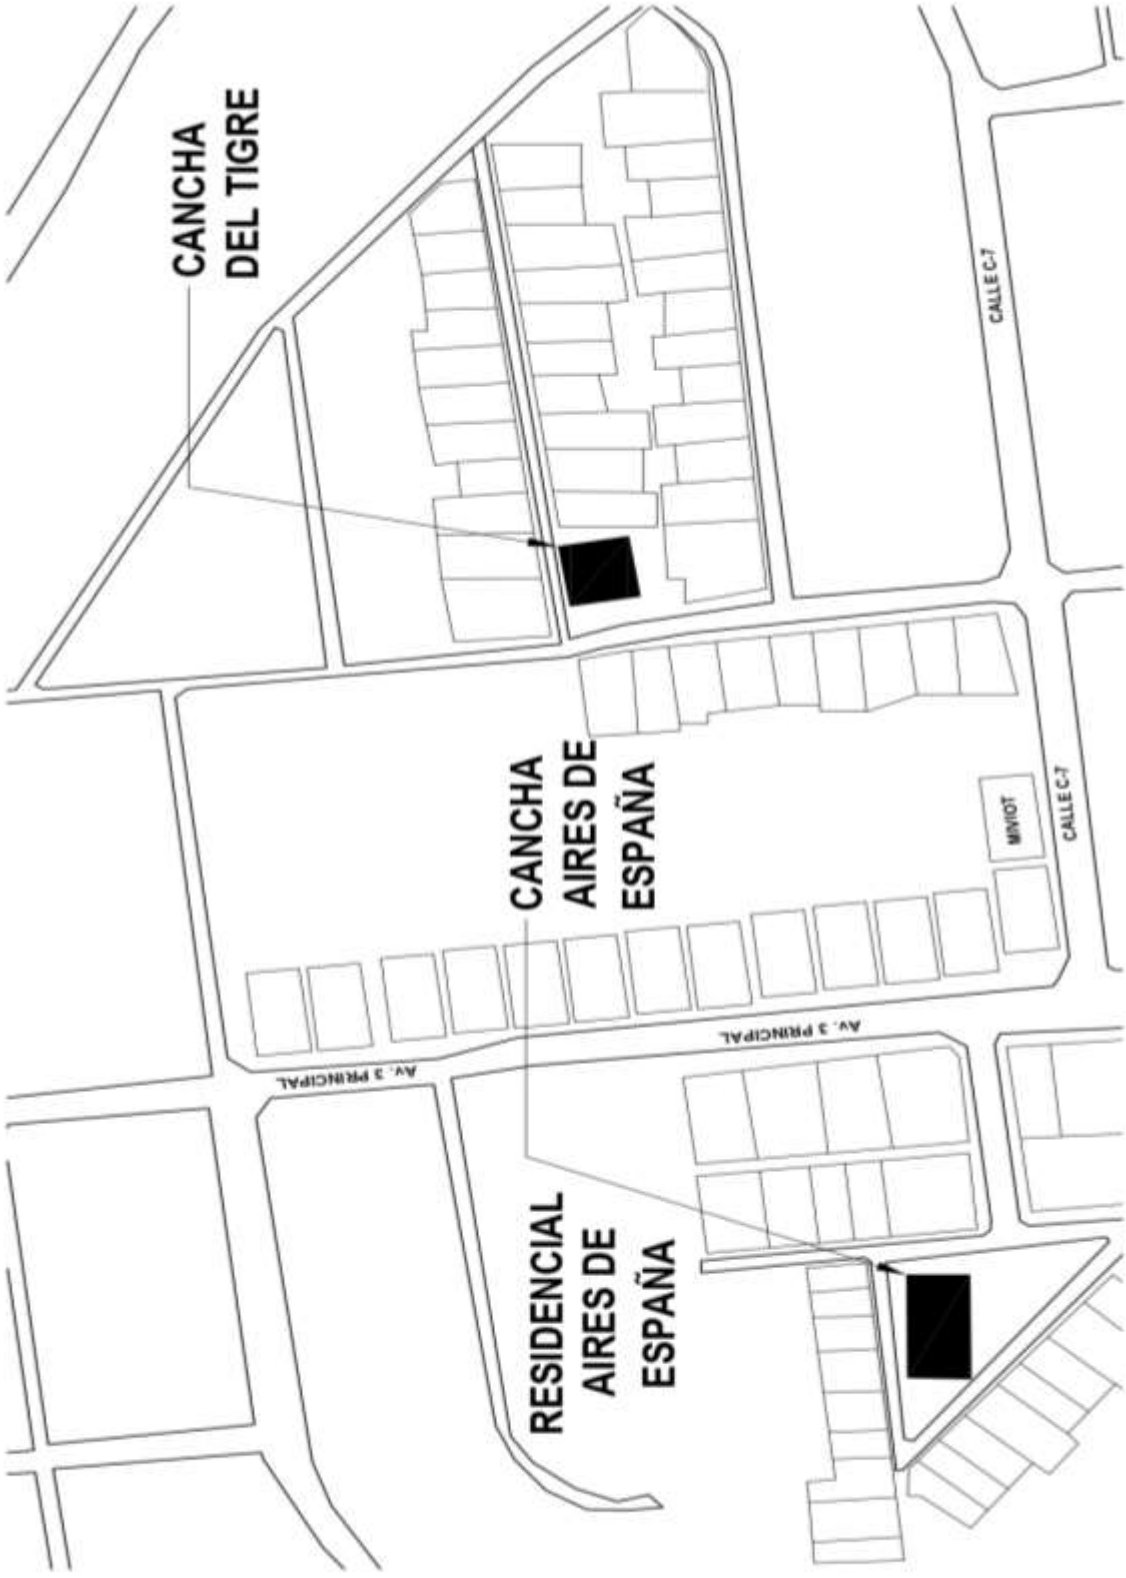 CANCHA
DEL TIGRE
CALLE C-7
CANCHA
AIRES DE
ESPAÑA
MIVIOT
CALLE C-7
Av. 3 PRINCIPAL
Av. 3 PRINCIPAL
RESIDENCIAL
AIRES DE
ESPAÑA